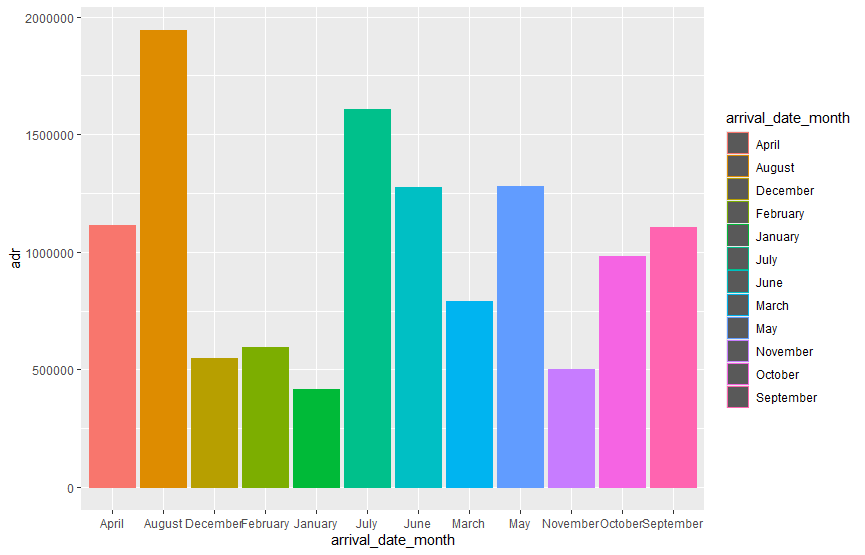 2000000
1500000
1000000
500000
0
adr
April August December February January July June March May November October September
arrival_date_month
arrival_date_month
April
August
December
February
January
July
June
March
May
November
October
September